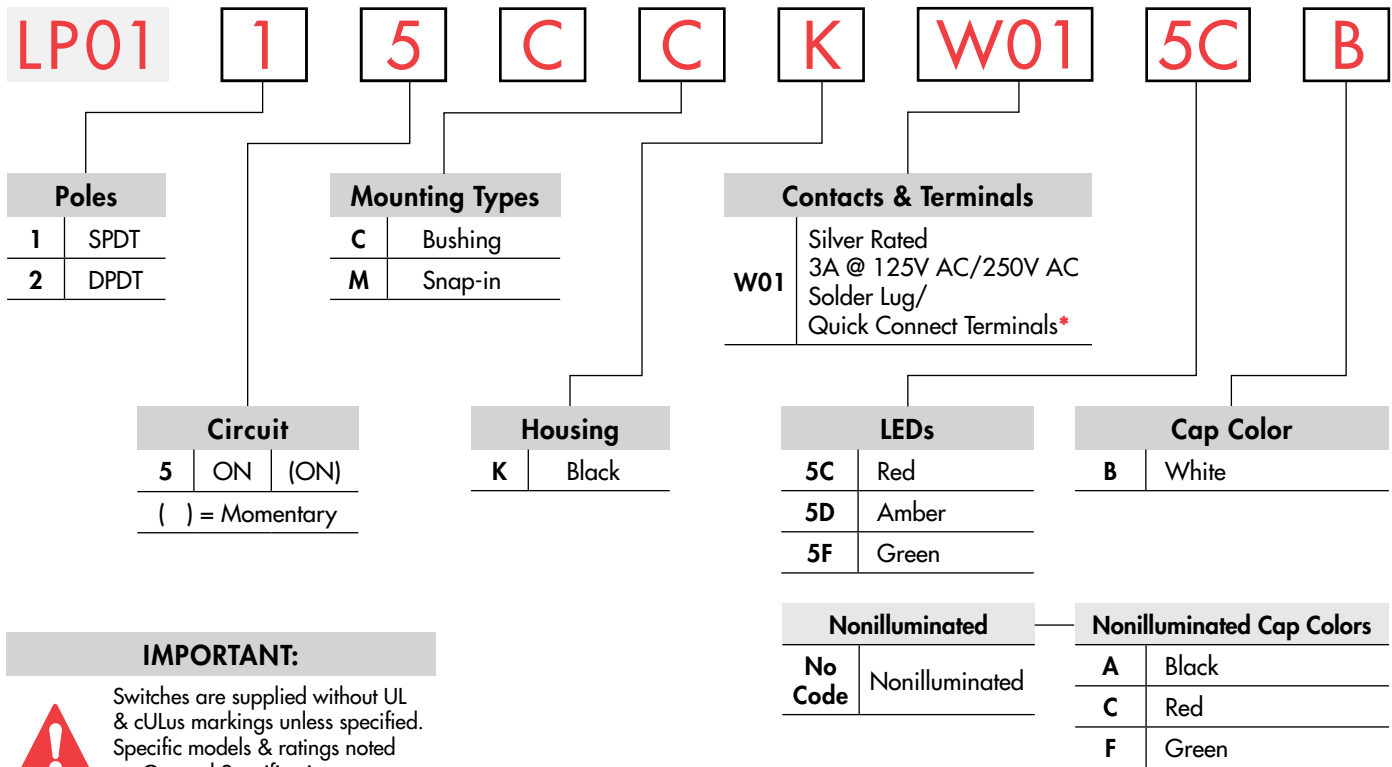 LP01 1 5 C C K W01 5C B
Poles
1 SPDT
2 DPDT
Mounting Types
C Bushing
M Snap-in
Contacts & Terminals
W01 Silver Rated
3A @ 125V AC/250V AC
Solder Lug/
Quick Connect Terminals*
Circuit
5 ON (ON)
( ) = Momentary
Housing
K Black
LEDs
5C Red
5D Amber
5F Green
Cap Color
B White
Nonilluminated
No
Code Nonilluminated
Nonilluminated Cap Colors
A Black
C Red
F Green
IMPORTANT:
Switches are supplied without UL
& cULus markings unless specified.
Specific models & ratings noted